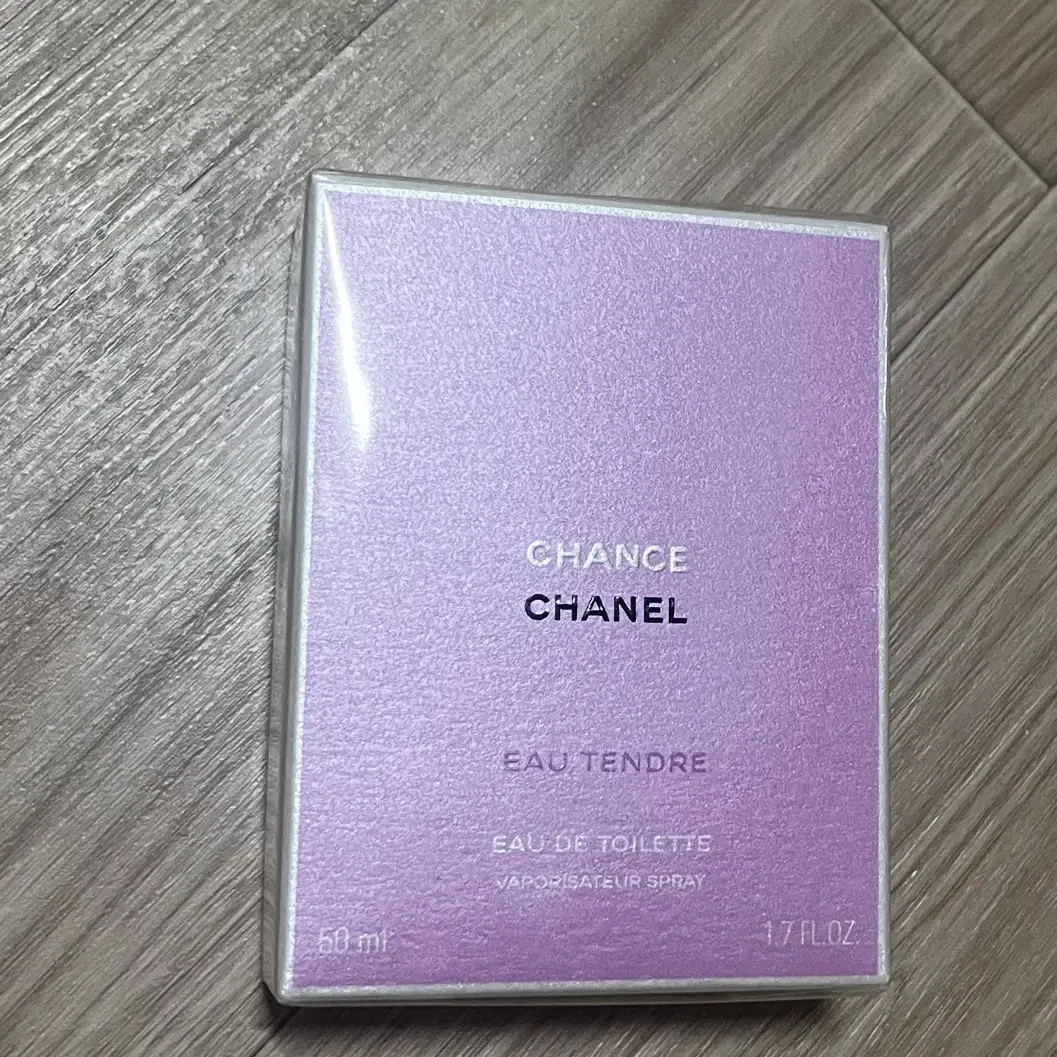 CHANCE
CHANEL
EAU TENDRE
EAU DE TOILETTE
VAPORISATEUR SPRAY
50 ml
1.7 FL.OZ.